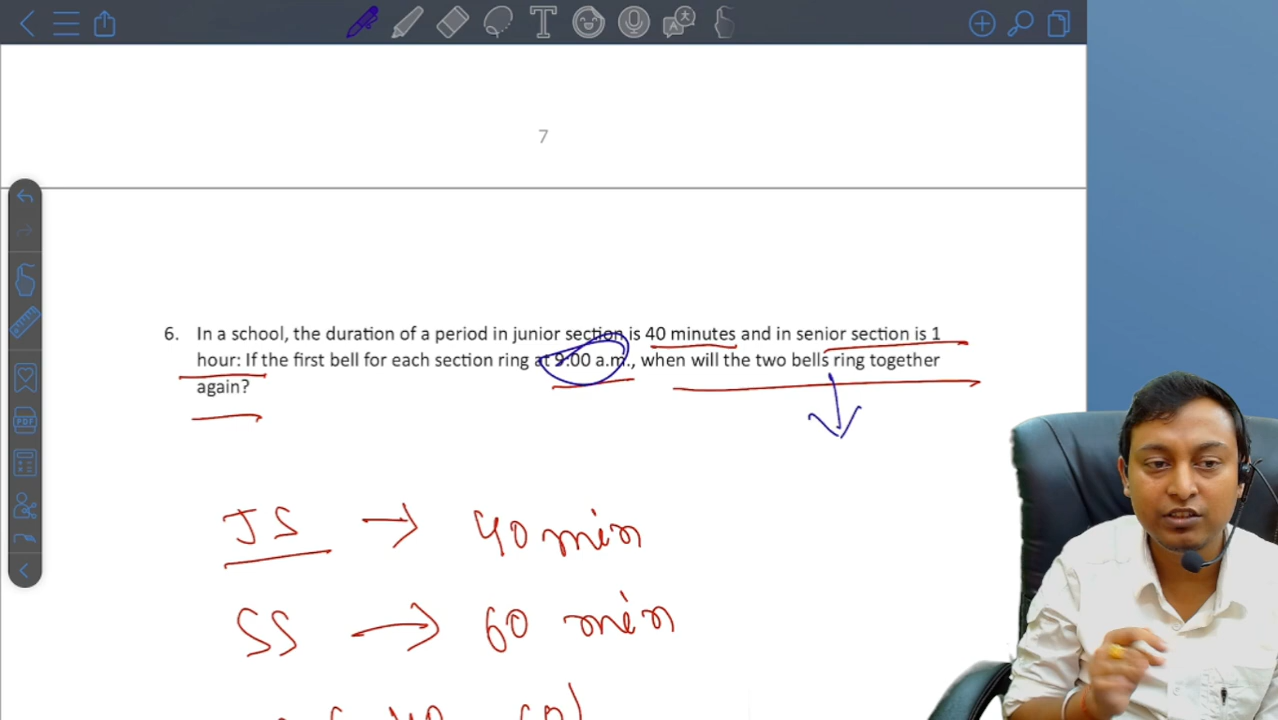 7
6. In a school, the duration of a period in junior section is 40 minutes and in senior section is 1
hour: If the first bell for each section ring at 9:00 a.m., when will the two bells ring together
again?
JS → 40 min
SS → 60 min